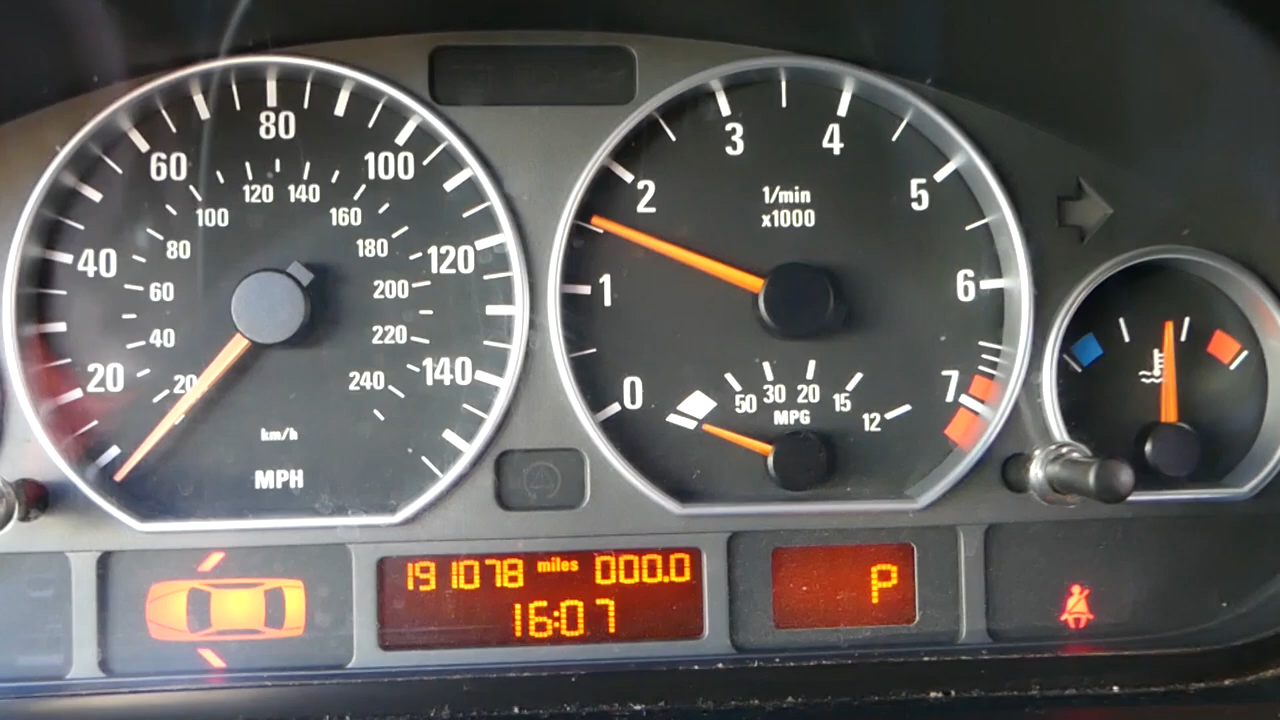 20 40 60 80 100 120 140
20 40 60 80 100 120 140 160 180 200 220 240
km/h
MPH
0 1 2 3 4 5 6 7
1/min
x1000
50 30 20 15 12
MPG
191078 miles 000.0
16:07
P